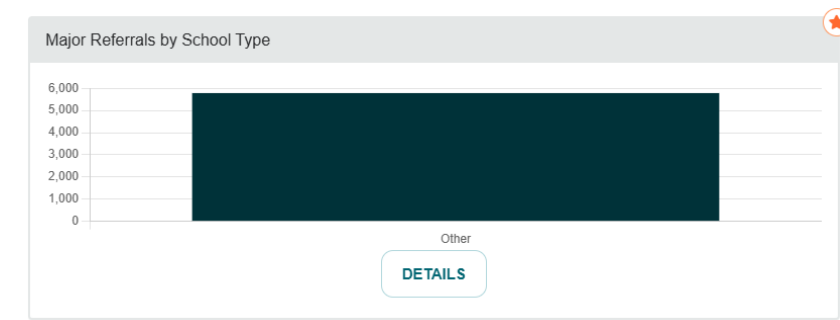 Major Referrals by School Type
6,000
5,000
4,000
3,000
2,000
1,000
0
Other
DETAILS